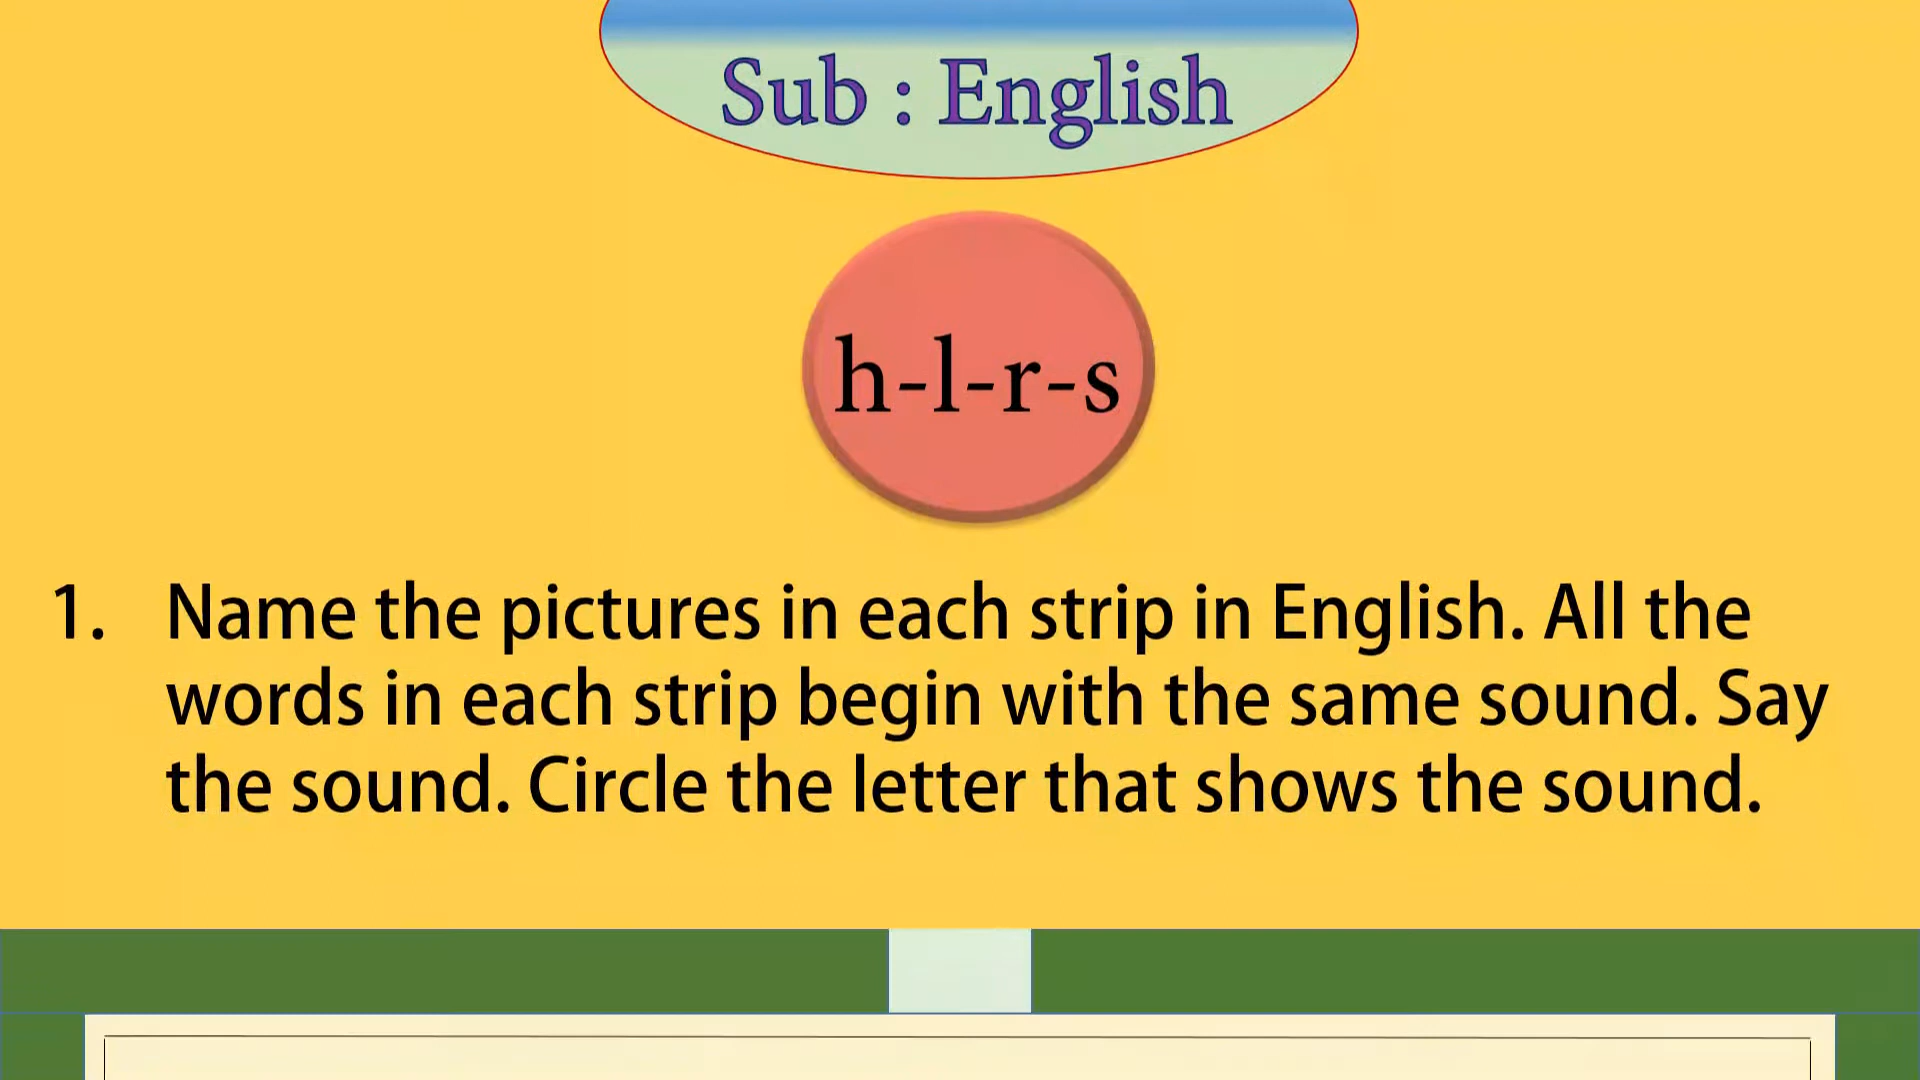 Sub : English
h-l-r-s
1. Name the pictures in each strip in English. All the
words in each strip begin with the same sound. Say
the sound. Circle the letter that shows the sound.